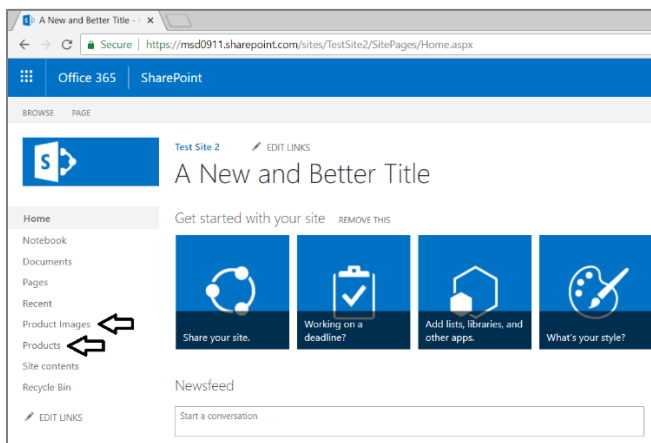 A New and Better Title -
Secure | https://msd0911.sharepoint.com/sites/TestSite2/SitePages/Home.aspx
Office 365 SharePoint
BROWSE PAGE
S
Test Site 2 EDIT LINKS
A New and Better Title
Home
Notebook
Documents
Pages
Recent
Product Images
Products
Site contents
Recycle Bin
EDIT LINKS
Get started with your site REMOVE THIS
Share your site.
Working on a
deadline?
Add lists, libraries, and
other apps.
What's your style?
Newsfeed
Start a conversation